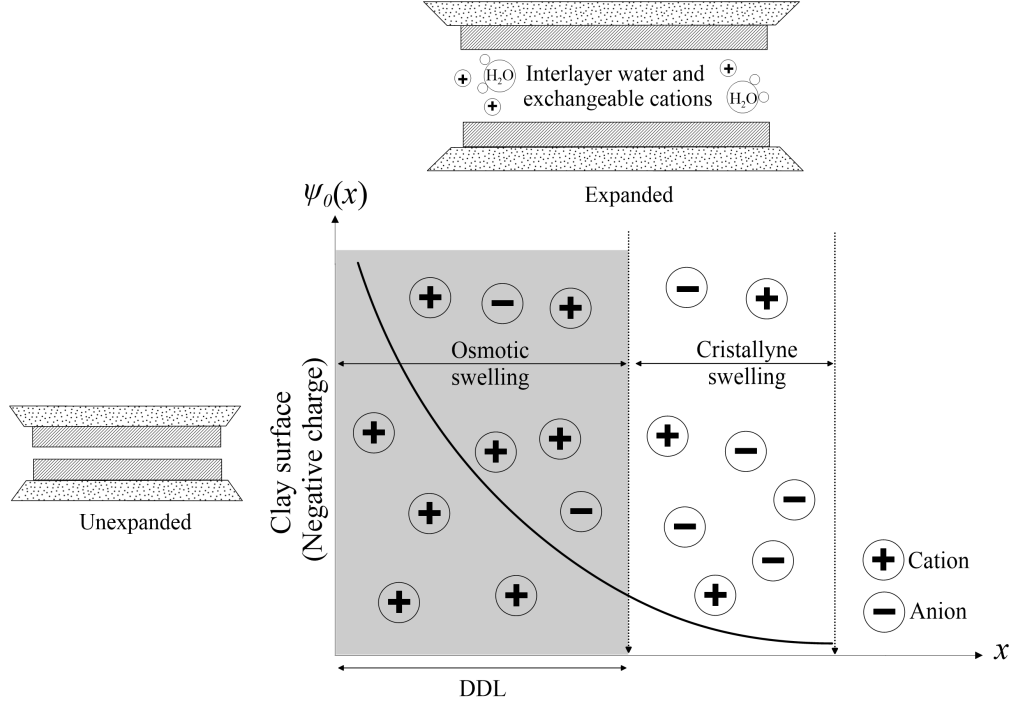 H₂O
Interlayer water and
exchangeable cations
H₂O
Expanded
ψ₀(x)
Osmotic
swelling
Cristallyne
swelling
Clay surface
(Negative charge)
Unexpanded
Cation
Anion
x
DDL